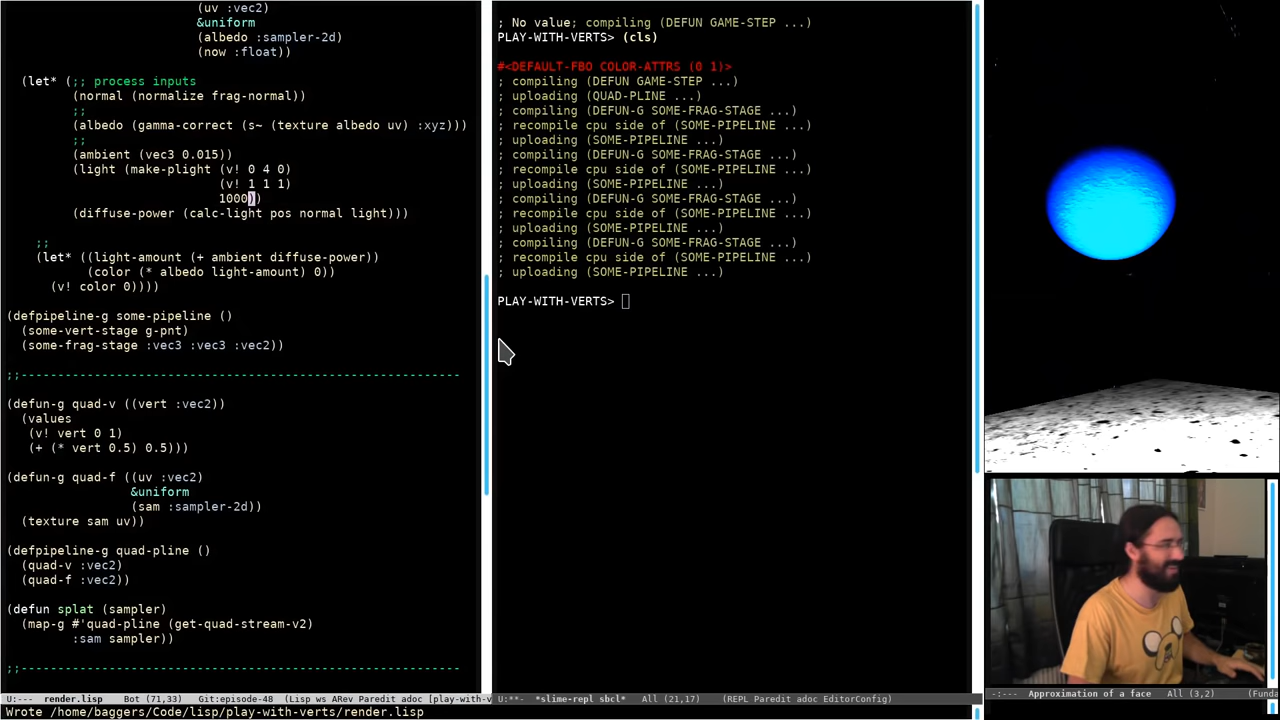 (uv :vec2)
&uniform
(albedo :sampler-2d)
(now :float))
(let* (;; process inputs
(normal (normalize frag-normal))
;;
(albedo (gamma-correct (s~ (texture albedo uv) :xyz)))
;;
(ambient (vec3 0.015))
(light (make-plight (v! 0 4 0)
(v! 1 1 1)
1000))
(diffuse-power (calc-light pos normal light)))
;;
(let* ((light-amount (+ ambient diffuse-power))
(color (* albedo light-amount) 0))
(v! color 0))))
(defpipeline-g some-pipeline ()
(some-vert-stage g-pnt)
(some-frag-stage :vec3 :vec3 :vec2))
;;------------------------------------------------------------
(defun-g quad-v ((vert :vec2))
(values
(v! vert 0 1)
(+ (* vert 0.5) 0.5)))
(defun-g quad-f ((uv :vec2)
&uniform
(sam :sampler-2d))
(texture sam uv))
(defpipeline-g quad-pline ()
(quad-v :vec2)
(quad-f :vec2))
(defun splat (sampler)
(map-g #'quad-pline (get-quad-stream-v2)
:sam sampler))
;;------------------------------------------------------------
U:--- render.lisp Bot (71,33) Git:episode-48 (Lisp ws ARev Paredit adoc [play-with-v
Wrote /home/baggers/Code/lisp/play-with-verts/render.lisp
; No value; compiling (DEFUN GAME-STEP ...)
PLAY-WITH-VERTS> (cls)
#<DEFAULT-FBO COLOR-ATTRS (0 1)>
; compiling (DEFUN GAME-STEP ...)
; uploading (QUAD-PLINE ...)
; compiling (DEFUN-G SOME-FRAG-STAGE ...)
; recompile cpu side of (SOME-PIPELINE ...)
; uploading (SOME-PIPELINE ...)
; compiling (DEFUN-G SOME-FRAG-STAGE ...)
; recompile cpu side of (SOME-PIPELINE ...)
; uploading (SOME-PIPELINE ...)
; compiling (DEFUN-G SOME-FRAG-STAGE ...)
; recompile cpu side of (SOME-PIPELINE ...)
; uploading (SOME-PIPELINE ...)
; compiling (DEFUN-G SOME-FRAG-STAGE ...)
; recompile cpu side of (SOME-PIPELINE ...)
; uploading (SOME-PIPELINE ...)
PLAY-WITH-VERTS>
U:**- *slime-repl sbcl* All (21,17) (REPL Paredit adoc EditorConfig)
-:--- Approximation of a face All (3,2) (Funda